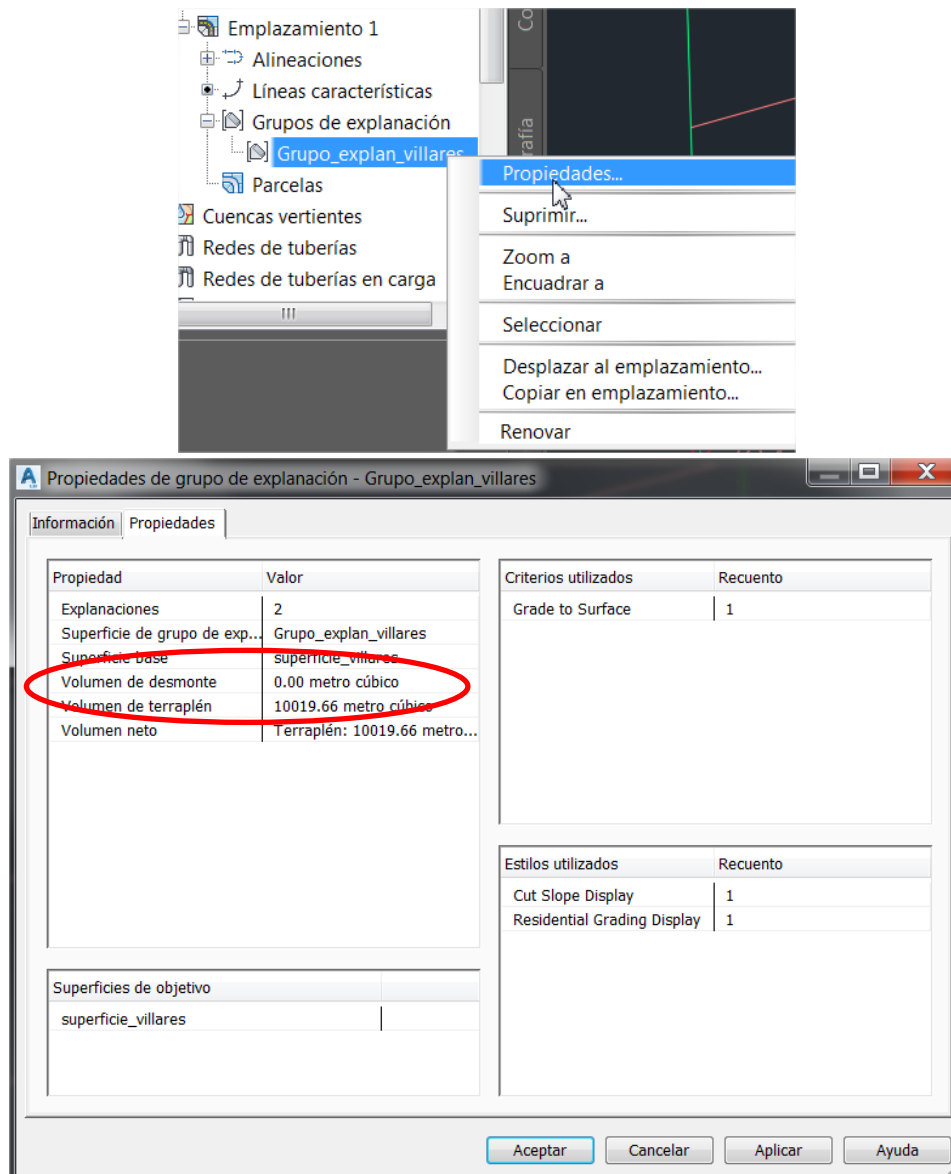 Emplazamiento 1
Alineaciones
Líneas características
Grupos de explanación
Grupo_explan_villares
Parcelas
Cuencas vertientes
Redes de tuberías
Redes de tuberías en carga
Co
rafía
Propiedades...
Suprimir...
Zoom a
Encuadrar a
Seleccionar
Desplazar al emplazamiento...
Copiar en emplazamiento...
Renovar
Propiedades de grupo de explanación - Grupo_explan_villares
Información Propiedades
Propiedad Valor
Explanaciones 2
Superficie de grupo de exp... Grupo_explan_villares
Superficie base superficie_villares
Volumen de desmonte 0.00 metro cúbico
Volumen de terraplén 10019.66 metro cúbico
Volumen neto Terraplén: 10019.66 metro...
Superficies de objetivo
superficie_villares
Criterios utilizados Recuento
Grade to Surface 1
Estilos utilizados Recuento
Cut Slope Display 1
Residential Grading Display 1
Aceptar Cancelar Aplicar Ayuda